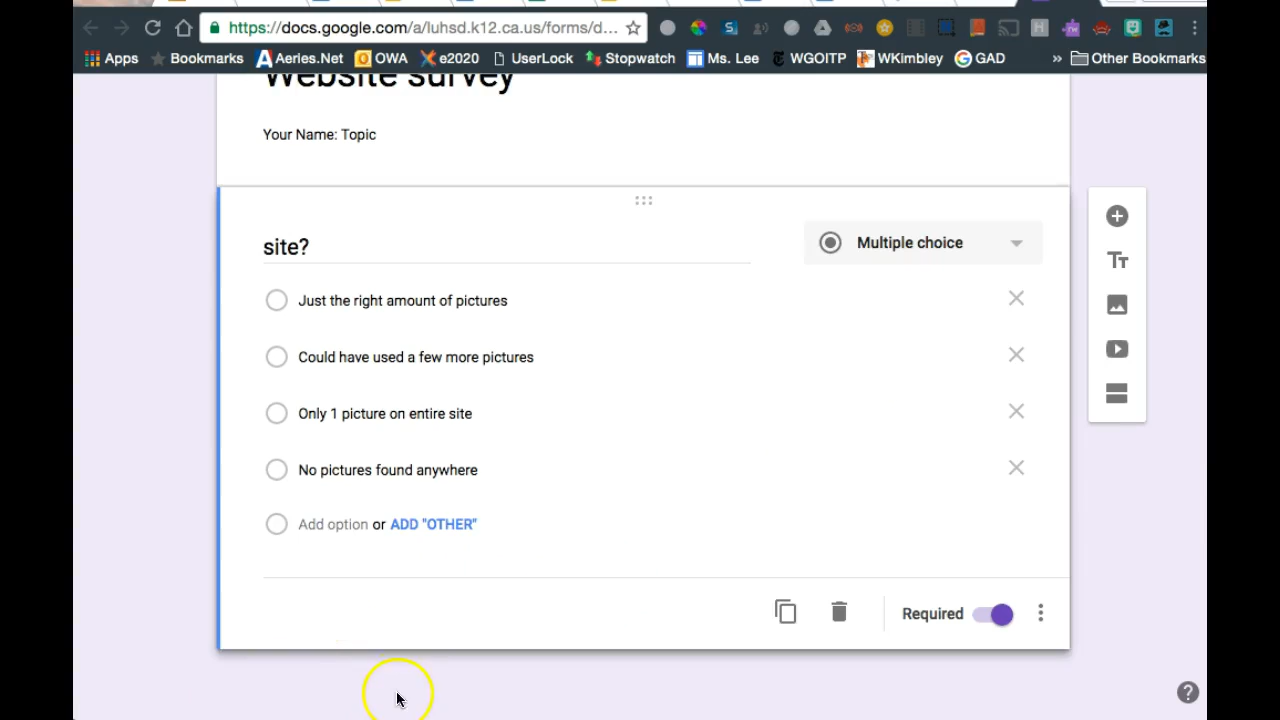 https://docs.google.com/a/luhsd.k12.ca.us/forms/d...
Apps Bookmarks Aeries.Net OWA e2020 UserLock Stopwatch Ms. Lee WGOITP WKimbley GAD » Other Bookmarks
Website survey
Your Name: Topic
site?
Multiple choice
Just the right amount of pictures
Could have used a few more pictures
Only 1 picture on entire site
No pictures found anywhere
Add option or ADD "OTHER"
Required